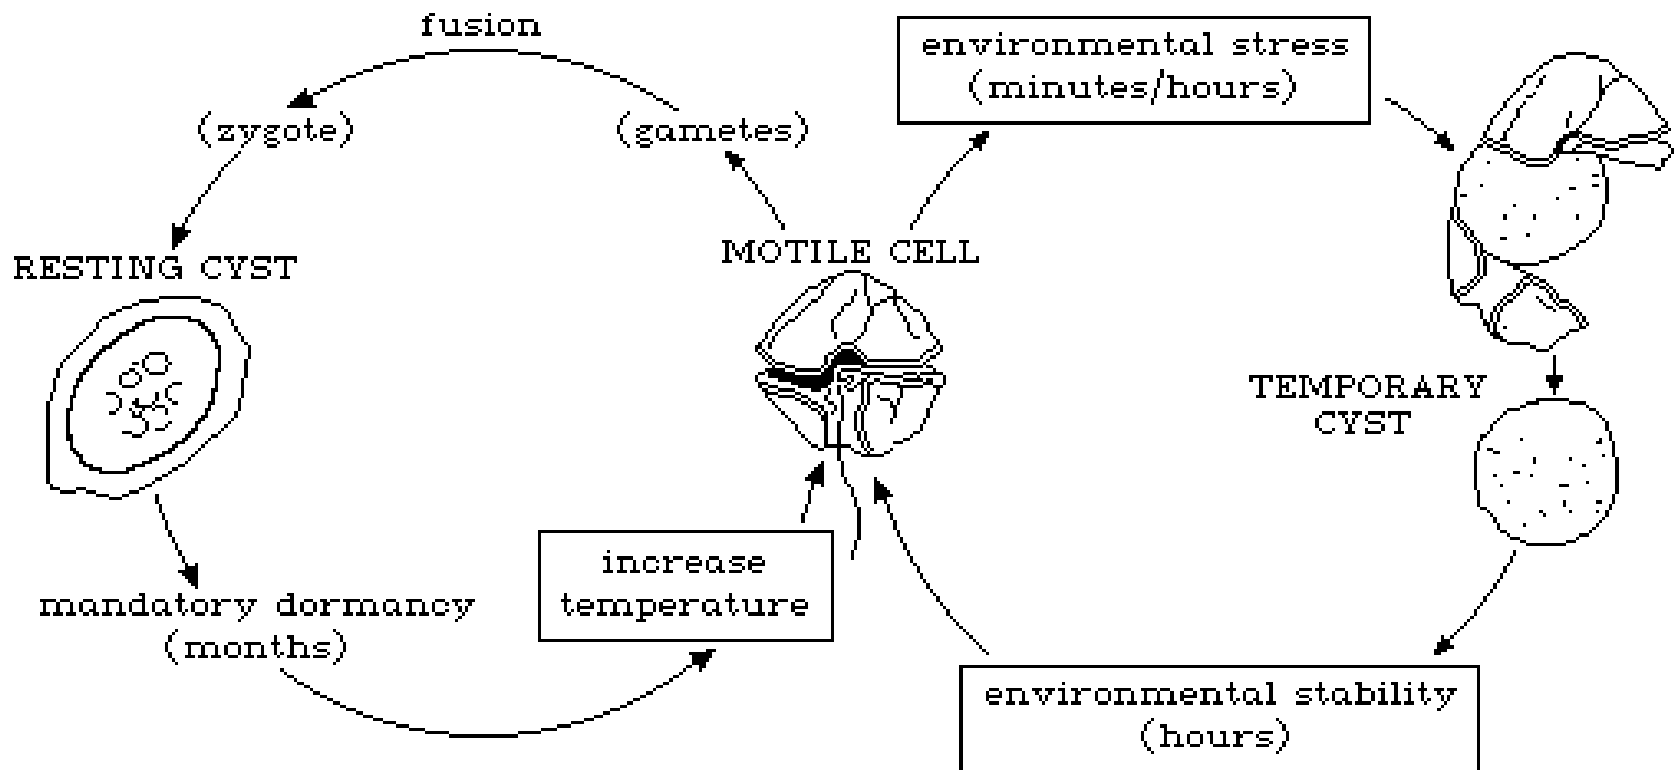 fusion
environmental stress
(minutes/hours)
(zygote)
(gametes)
MOTILE CELL
RESTING CYST
TEMPORARY
CYST
increase
temperature
mandatory dormancy
(months)
environmental stability
(hours)